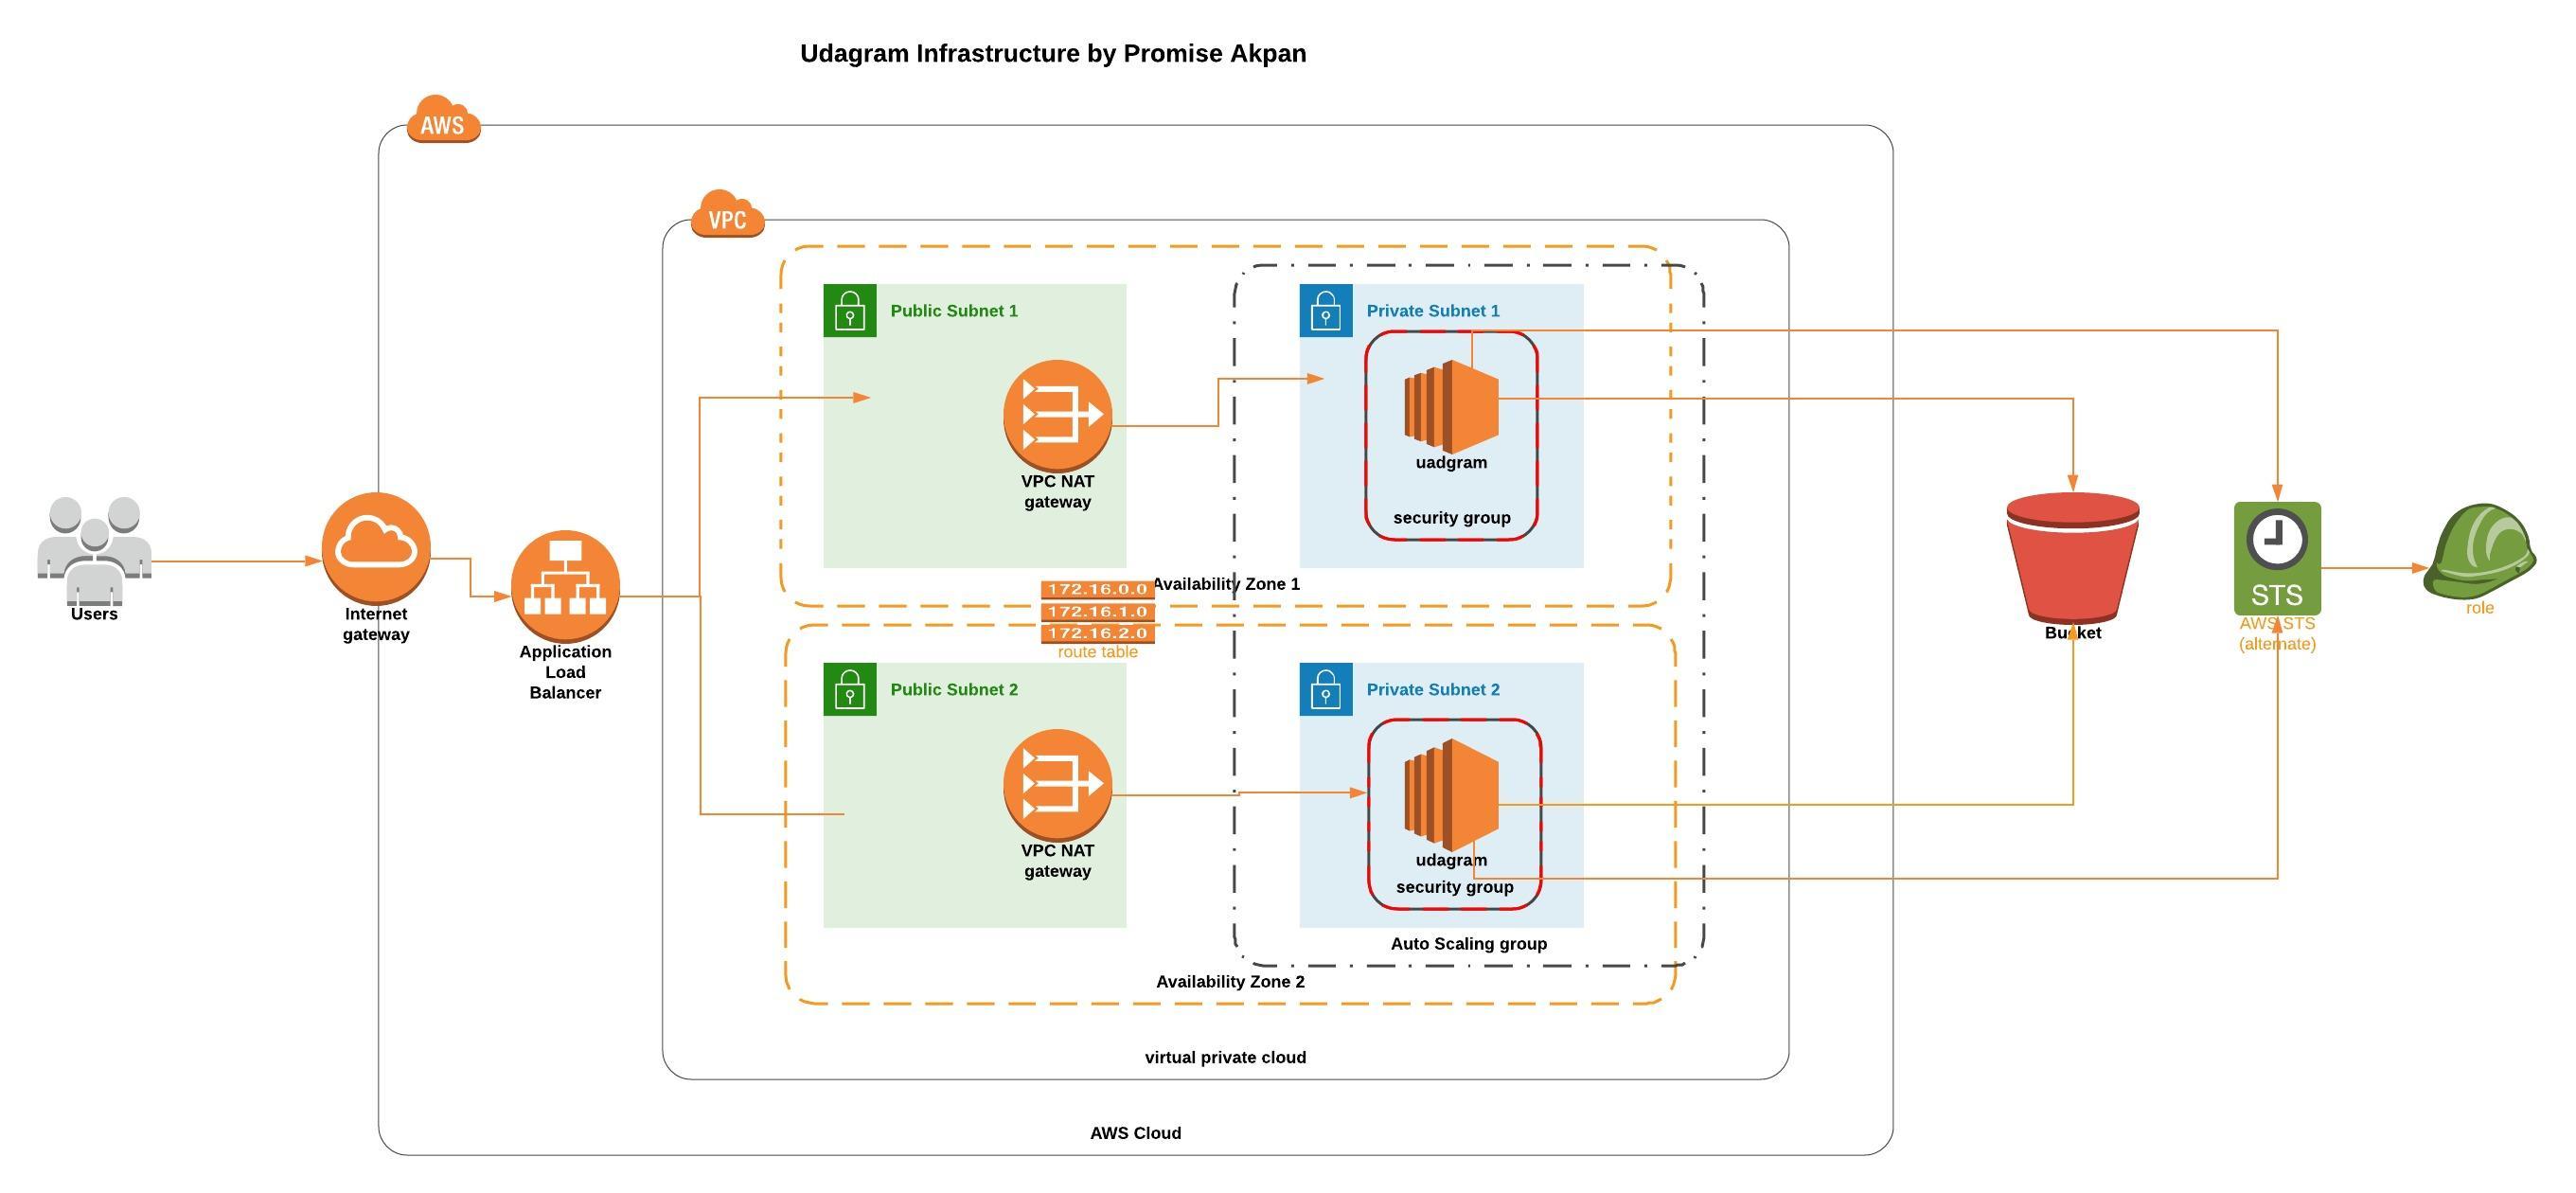 Udagram Infrastructure by Promise Akpan
AWS
VPC
Public Subnet 1
Private Subnet 1
VPC NAT
gateway
uadgram
security group
Availability Zone 1
172.16.0.0
172.16.1.0
172.16.2.0
route table
Users
Internet
gateway
Application
Load
Balancer
Bucket
STS
AWS STS
(alternate)
role
Public Subnet 2
Private Subnet 2
VPC NAT
gateway
udagram
security group
Auto Scaling group
Availability Zone 2
virtual private cloud
AWS Cloud